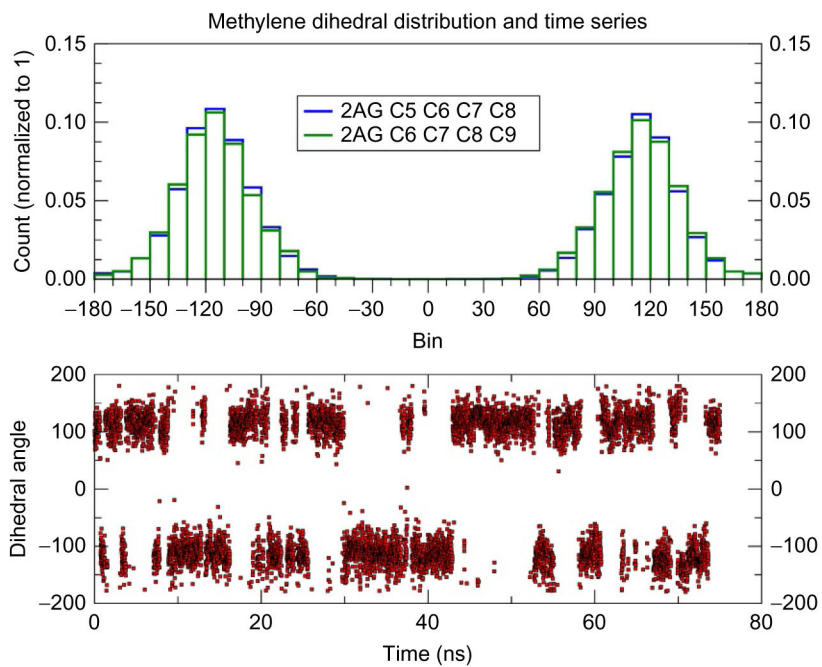 Methylene dihedral distribution and time series
0.15 0.15
2AG C5 C6 C7 C8
0.10 0.10
2AG C6 C7 C8 C9
Count (normalized to 1)
0.05 0.05
0.00 0.00
−180 −150 −120 −90 −60 −30 0 30 60 90 120 150 180
Bin
200 200
100 100
Dihedral angle
0 0
−100 −100
−200 −200
0 20 40 60 80
Time (ns)